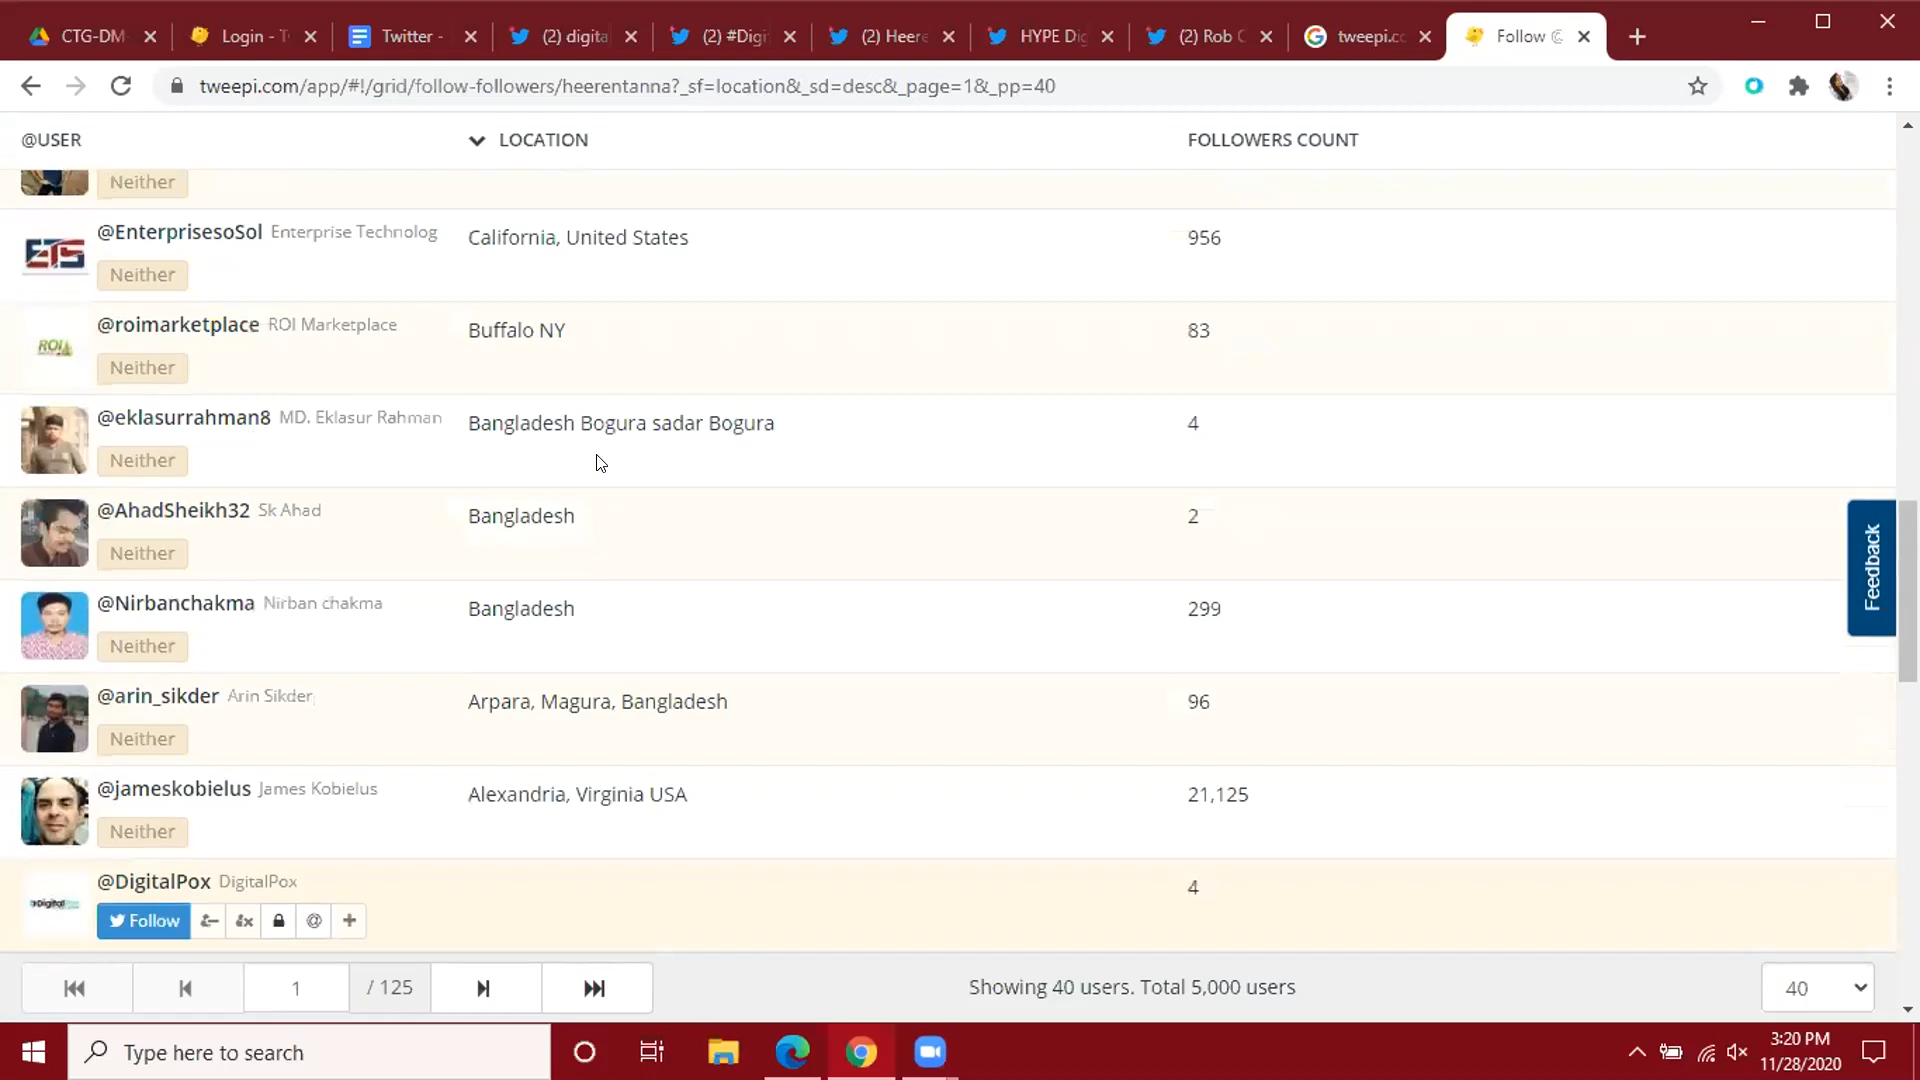 CTG-DM-
Login - T
Twitter -
(2) digita
(2) #Digi
(2) Heere
HYPE Dig
(2) Rob C
tweepi.co
Follow @
tweepi.com/app/#!/grid/follow-followers/heerentanna?_sf=location&_sd=desc&_page=1&_pp=40
@USER LOCATION FOLLOWERS COUNT
Neither
@EnterprisesoSol Enterprise Technolog California, United States 956
Neither
ETS
@roimarketplace ROI Marketplace Buffalo NY 83
ROI
Neither
@eklasurrahman8 MD. Eklasur Rahman Bangladesh Bogura sadar Bogura 4
Neither
@AhadSheikh32 Sk Ahad Bangladesh 2
Neither
@Nirbanchakma Nirban chakma Bangladesh 299
Neither
@arin_sikder Arin Sikder Arpara, Magura, Bangladesh 96
Neither
@jameskobielus James Kobielus Alexandria, Virginia USA 21,125
Neither
@DigitalPox DigitalPox 4
Follow @ +
Feedback
1 / 125 Showing 40 users. Total 5,000 users 40
Type here to search
3:20 PM
11/28/2020